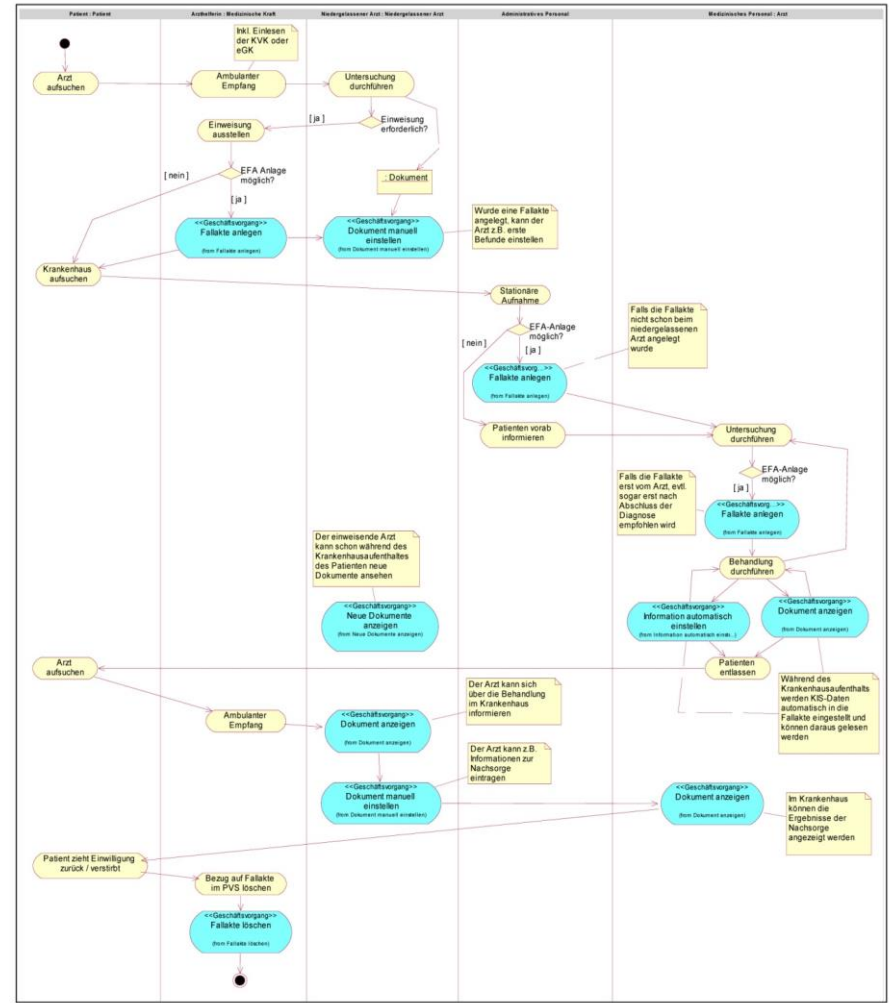 Patient : Patient
Arzthelferin : Medizinische Kraft
Niedergelassener Arzt : Niedergelassener Arzt
Administratives Personal
Medizinisches Personal : Arzt
Inkl. Einlesen
der KVK oder
eGK
Arzt
aufsuchen
Ambulanter
Empfang
Untersuchung
durchführen
[ ja ]
Einweisung
erforderlich?
Einweisung
ausstellen
[ nein ]
EFA Anlage
möglich?
[ ja ]
: Dokument
<<Geschäftsvorgang>>
Fallakte anlegen
(from Fallakte anlegen)
<<Geschäftsvorgang>>
Dokument manuell
einstellen
(from Dokument manuell einstellen)
Wurde eine Fallakte
angelegt, kann der
Arzt z.B. erste
Befunde einstellen
Krankenhaus
aufsuchen
Stationäre
Aufnahme
[ nein ]
EFA-Anlage
möglich?
[ ja ]
Falls die Fallakte
nicht schon beim
niedergelassenen
Arzt angelegt
wurde
<<Geschäftsvorg...>>
Fallakte anlegen
(from Fallakte anlegen)
Patienten vorab
informieren
Untersuchung
durchführen
EFA-Anlage
möglich?
[ ja ]
Falls die Fallakte
erst vom Arzt, evtl.
sogar erst nach
Abschluss der
Diagnose
empfohlen wird
<<Geschäftsvorg...>>
Fallakte anlegen
(from Fallakte anlegen)
Der einweisende Arzt
kann schon während des
Krankenhausaufenthaltes
des Patienten neue
Dokumente ansehen
Behandlung
durchführen
<<Geschäftsvorgang>>
Neue Dokumente
anzeigen
(from Neue Dokumente anzeigen)
<<Geschäftsvorgang>>
Information automatisch
einstellen
(from Information automatisch einste...)
<<Geschäftsvorgang>>
Dokument anzeigen
(from Dokument anzeigen)
Arzt
aufsuchen
Patienten
entlassen
Während des
Krankenhausaufenthalts
werden KIS-Daten
automatisch in die
Fallakte eingestellt und
können daraus gelesen
werden
Ambulanter
Empfang
<<Geschäftsvorgang>>
Dokument anzeigen
(from Dokument anzeigen)
Der Arzt kann sich
über die Behandlung
im Krankenhaus
informieren
<<Geschäftsvorgang>>
Dokument manuell
einstellen
(from Dokument manuell einstellen)
Der Arzt kann z.B.
Informationen zur
Nachsorge
eintragen
<<Geschäftsvorgang>>
Dokument anzeigen
(from Dokument anzeigen)
Im Krankenhaus
können die
Ergebnisse der
Nachsorge
angezeigt werden
Patient zieht Einwilligung
zurück / verstirbt
Bezug auf Fallakte
im PVS löschen
<<Geschäftsvorgang>>
Fallakte löschen
(from Fallakte löschen)